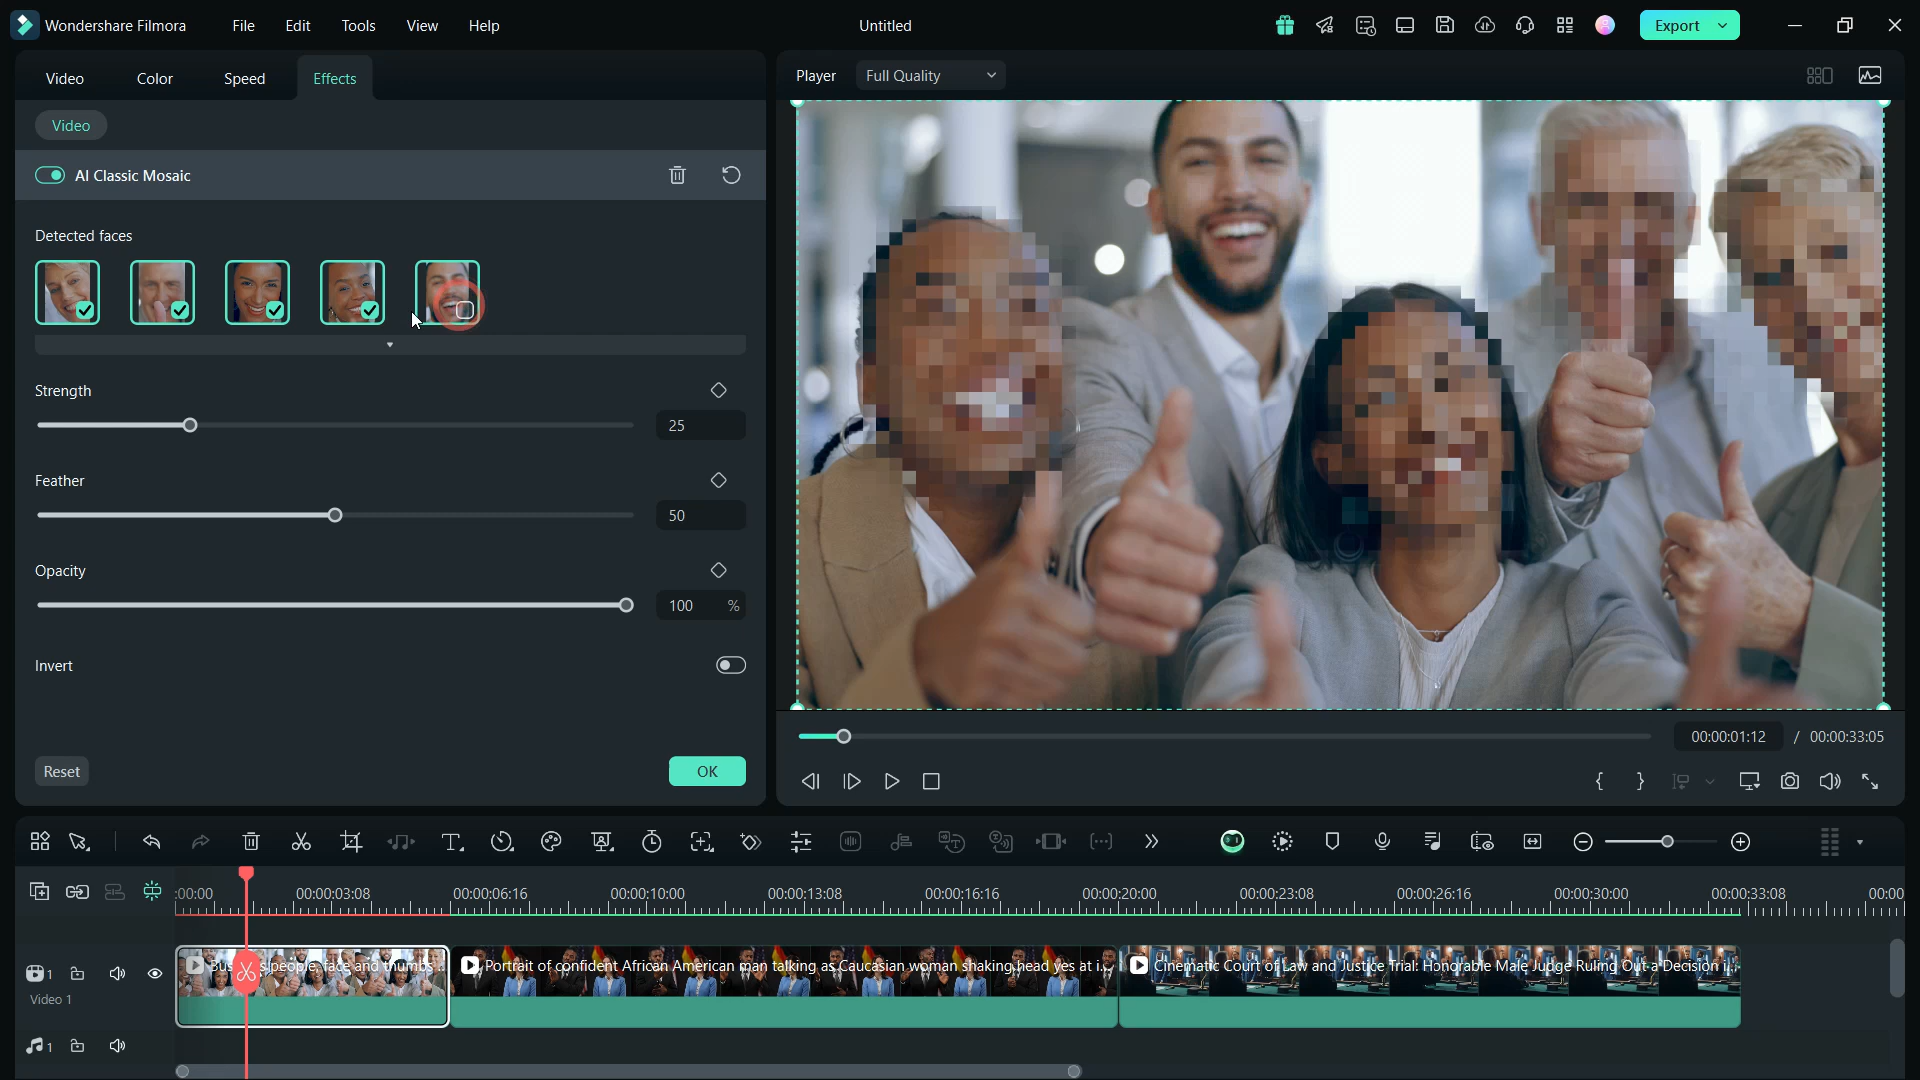 Wondershare Filmora
File
Edit
Tools
View
Help
Untitled
Export
Video
Color
Speed
Effects
Player
Full Quality
Video
AI Classic Mosaic
Detected faces
Strength
25
Feather
50
Opacity
100 %
Invert
Reset
OK
00:00:01:12 / 00:00:33:05
:00:00
00:00:03:08
00:00:06:16
00:00:10:00
00:00:13:08
00:00:16:16
00:00:20:00
00:00:23:08
00:00:26:16
00:00:30:00
00:00:33:08
00:00
1
Video 1
people, face and thumbs ..
Portrait of confident African American man talking as Caucasian woman shaking head yes at i...
Cinematic Court of Law and Justice Trial: Honorable Male Judge Ruling Out a Decision i...
1